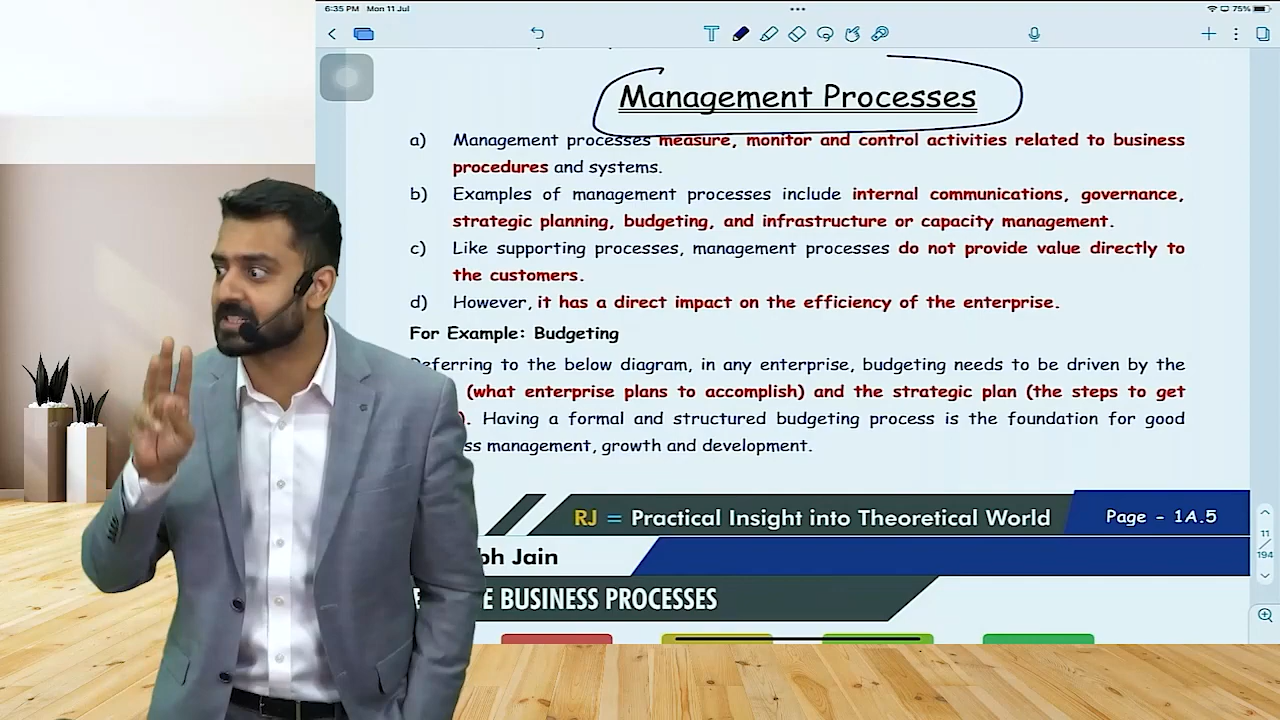 6:35 PM Mon 11 Jul
75%
Management Processes
a) Management processes measure, monitor and control activities related to business
procedures and systems.
b) Examples of management processes include internal communications, governance,
strategic planning, budgeting, and infrastructure or capacity management.
c) Like supporting processes, management processes do not provide value directly to
the customers.
d) However, it has a direct impact on the efficiency of the enterprise.
For Example: Budgeting
Deferring to the below diagram, in any enterprise, budgeting needs to be driven by the
(what enterprise plans to accomplish) and the strategic plan (the steps to get
). Having a formal and structured budgeting process is the foundation for good
ss management, growth and development.
RJ = Practical Insight into Theoretical World
Page - 1A.5
bh Jain
E BUSINESS PROCESSES
11
194